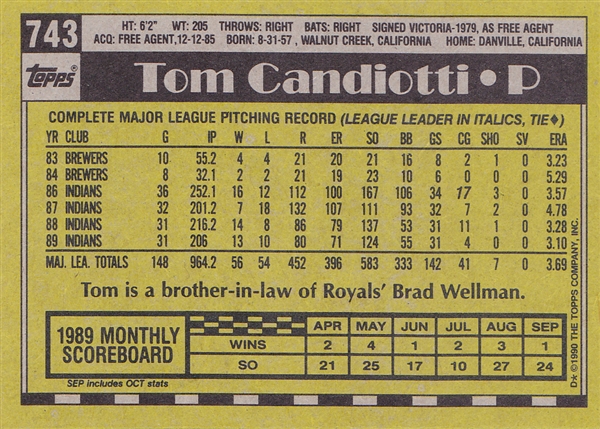 743
HT: 6'2" WT: 205 THROWS: RIGHT BATS: RIGHT SIGNED VICTORIA-1979, AS FREE AGENT
ACQ: FREE AGENT,12-12-85 BORN: 8-31-57 , WALNUT CREEK, CALIFORNIA HOME: DANVILLE, CALIFORNIA
Topps®
Tom Candiotti • P
COMPLETE MAJOR LEAGUE PITCHING RECORD (LEAGUE LEADER IN ITALICS, TIE♦)
YR CLUB G IP W L R ER SO BB GS CG SHO SV ERA
83 BREWERS 10 55.2 4 4 21 20 21 16 8 2 1 0 3.23
84 BREWERS 8 32.1 2 2 21 19 23 10 6 0 0 0 5.29
86 INDIANS 36 252.1 16 12 112 100 167 106 34 17 3 0 3.57
87 INDIANS 32 201.2 7 18 132 107 111 93 32 7 2 0 4.78
88 INDIANS 31 216.2 14 8 86 79 137 53 31 11 1 0 3.28
89 INDIANS 31 206 13 10 80 71 124 55 31 4 0 0 3.10
MAJ. LEA. TOTALS 148 964.2 56 54 452 396 583 333 142 41 7 0 3.69
Tom is a brother-in-law of Royals' Brad Wellman.
1989 MONTHLY
SCOREBOARD
APR MAY JUN JUL AUG SEP
WINS 2 4 1 2 3 1
SO 21 25 17 10 27 24
SEP includes OCT stats
D* ©1990 THE TOPPS COMPANY, INC.